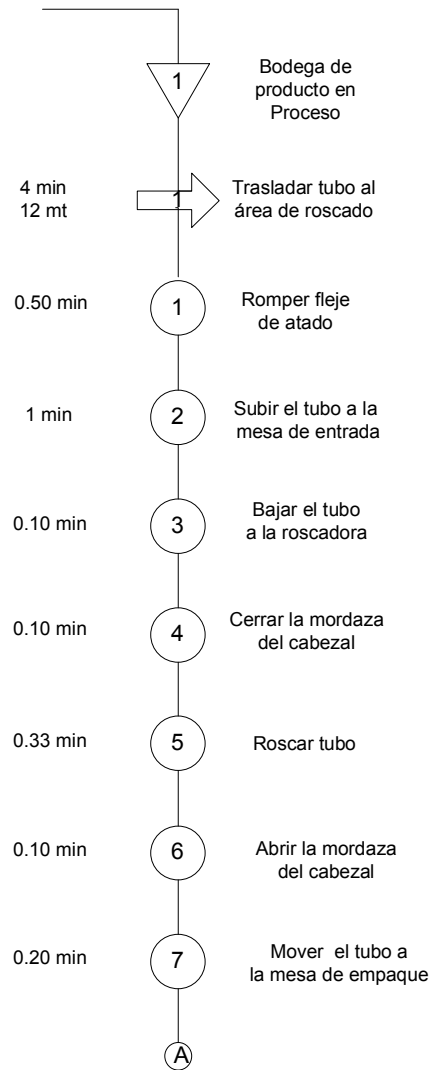 1
Bodega de
producto en
Proceso
4 min
12 mt
1
Trasladar tubo al
área de roscado
0.50 min
1
Romper fleje
de atado
1 min
2
Subir el tubo a la
mesa de entrada
0.10 min
3
Bajar el tubo
a la roscadora
0.10 min
4
Cerrar la mordaza
del cabezal
0.33 min
5
Roscar tubo
0.10 min
6
Abrir la mordaza
del cabezal
0.20 min
7
Mover el tubo a
la mesa de empaque
A